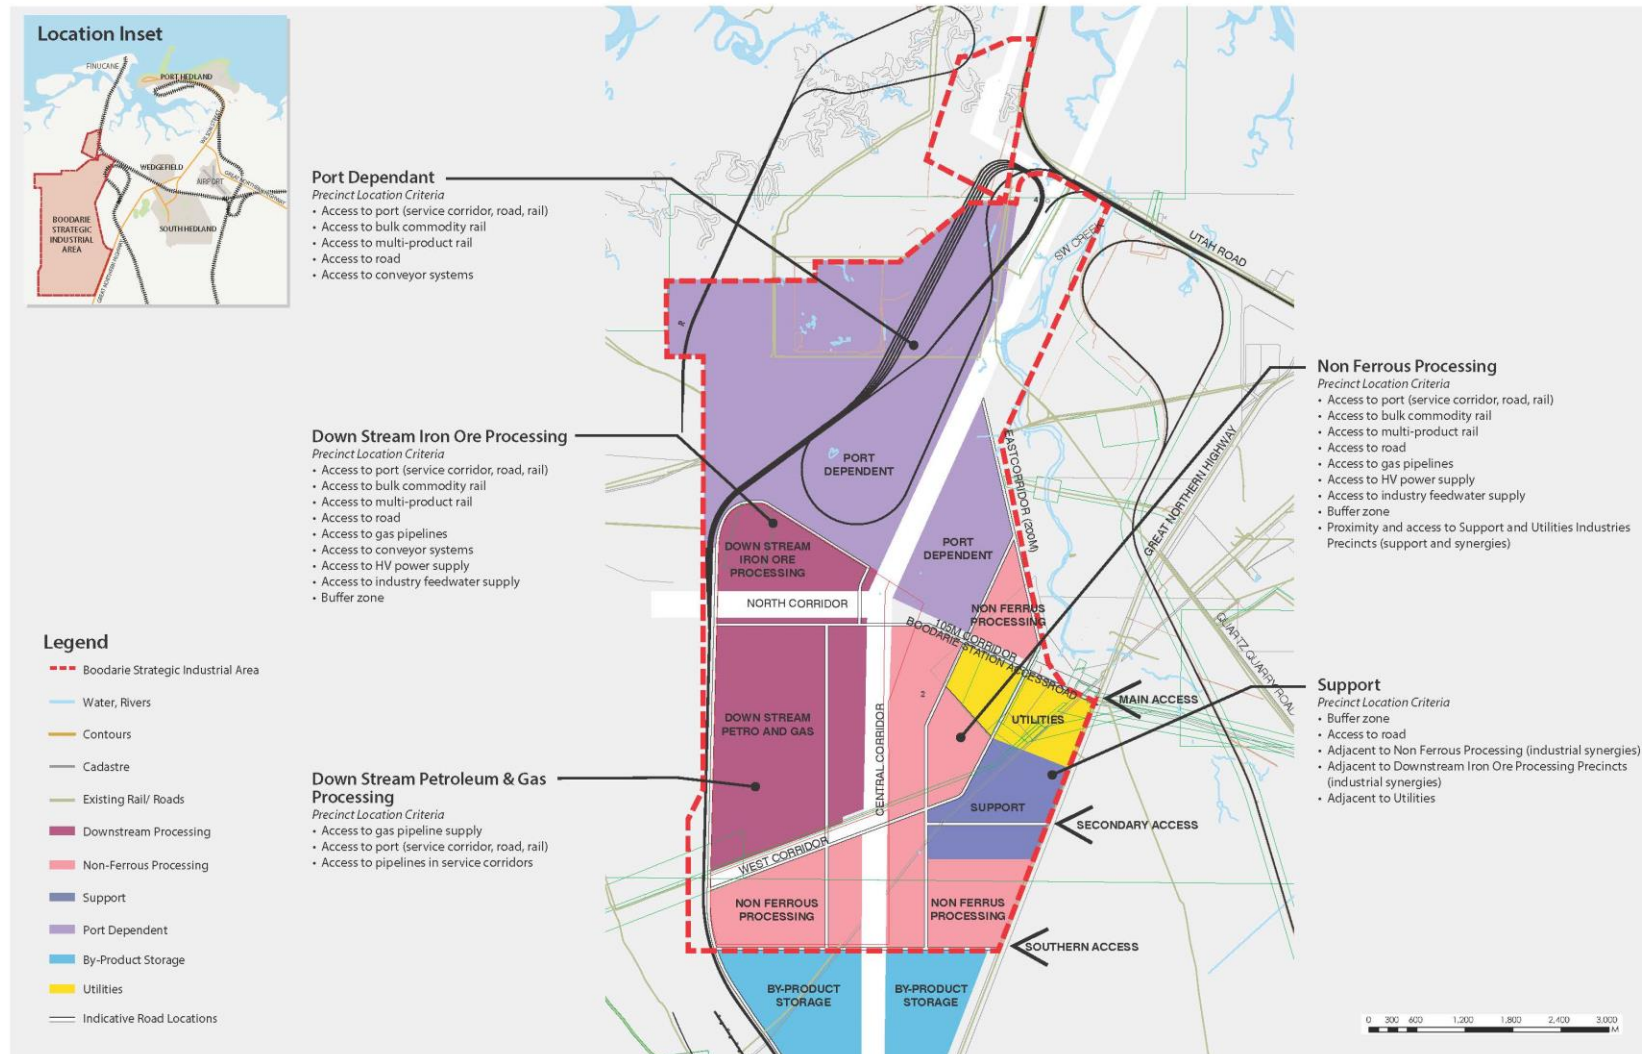 Location Inset
FINUCANE
PORT HEDLAND
WILSON STREET
WEDGEFIELD
AIRPORT
GREAT NORTHERN HIGHWAY
SOUTH HEDLAND
BOODARIE
STRATEGIC
INDUSTRIAL
AREA
GREAT NORTHERN HIGHWAY
Port Dependant
Precinct Location Criteria
• Access to port (service corridor, road, rail)
• Access to bulk commodity rail
• Access to multi-product rail
• Access to road
• Access to conveyor systems
Down Stream Iron Ore Processing
Precinct Location Criteria
• Access to port (service corridor, road, rail)
• Access to bulk commodity rail
• Access to multi-product rail
• Access to road
• Access to gas pipelines
• Access to conveyor systems
• Access to HV power supply
• Access to industry feedwater supply
• Buffer zone
Down Stream Petroleum & Gas
Processing
Precinct Location Criteria
• Access to gas pipeline supply
• Access to port (service corridor, road, rail)
• Access to pipelines in service corridors
Legend
Boodarie Strategic Industrial Area
Water, Rivers
Contours
Cadastre
Existing Rail/ Roads
Downstream Processing
Non-Ferrous Processing
Support
Port Dependent
By-Product Storage
Utilities
Indicative Road Locations
4
SW CREEK
UTAH ROAD
PORT
DEPENDENT
EASTCORRIDOR (200M)
GREAT NORTHERN HIGHWAY
PORT
DEPENDENT
DOWN STREAM
IRON ORE
PROCESSING
NORTH CORRIDOR
NON FERRUS
PROCESSING
105M CORRIDOR
BOODARIE STATION ACCESSROAD
QUARTZ QUARRY ROAD
2
MAIN ACCESS
UTILITIES
DOWN STREAM
PETRO AND GAS
CENTRAL CORRIDOR
SUPPORT
SECONDARY ACCESS
WEST CORRIDOR
NON FERROUS
PROCESSING
NON FERRUS
PROCESSING
SOUTHERN ACCESS
BY-PRODUCT
STORAGE
BY-PRODUCT
STORAGE
Non Ferrous Processing
Precinct Location Criteria
• Access to port (service corridor, road, rail)
• Access to bulk commodity rail
• Access to multi-product rail
• Access to road
• Access to gas pipelines
• Access to HV power supply
• Access to industry feedwater supply
• Buffer zone
• Proximity and access to Support and Utilities Industries
Precincts (support and synergies)
Support
Precinct Location Criteria
• Buffer zone
• Access to road
• Adjacent to Non Ferrous Processing (industrial synergies)
• Adjacent to Downstream Iron Ore Processing Precincts
(industrial synergies)
• Adjacent to Utilities
0 300 600 1,200 1,800 2,400 3,000
M